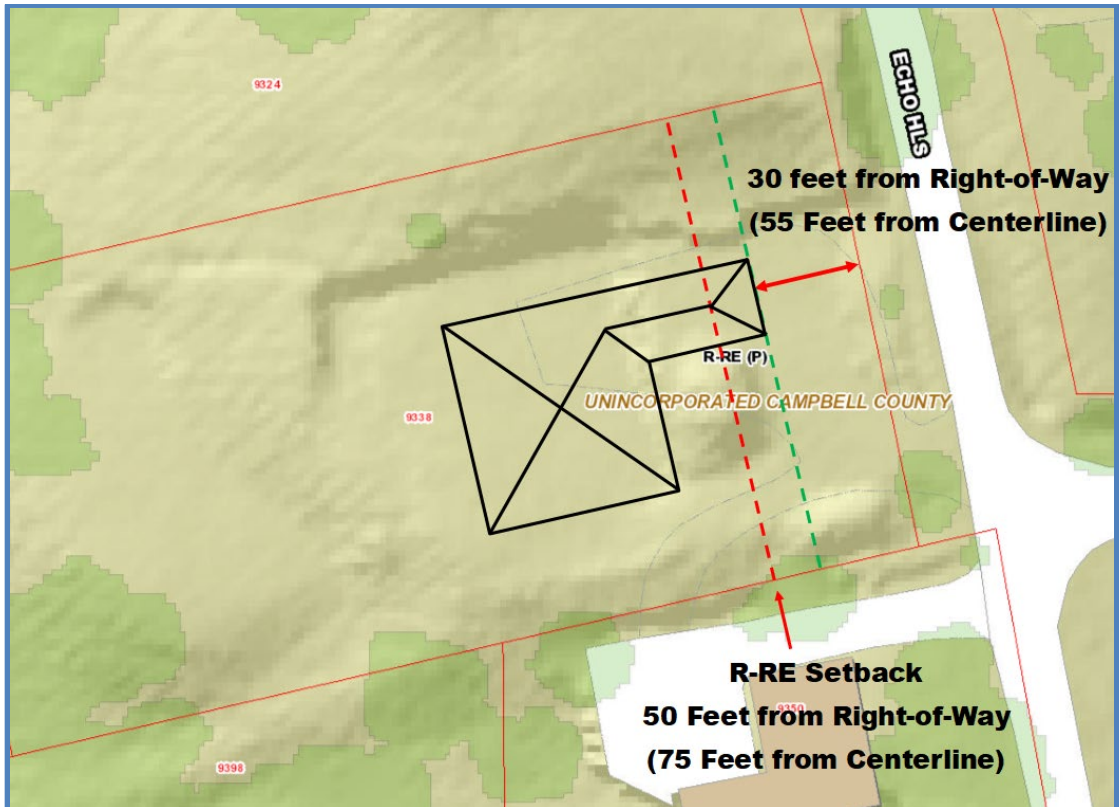 9324
ECHO HLS
30 feet from Right-of-Way
(55 Feet from Centerline)
R-RE (P)
UNINCORPORATED CAMPBELL COUNTY
9338
R-RE Setback
9350
50 Feet from Right-of-Way
(75 Feet from Centerline)
9398